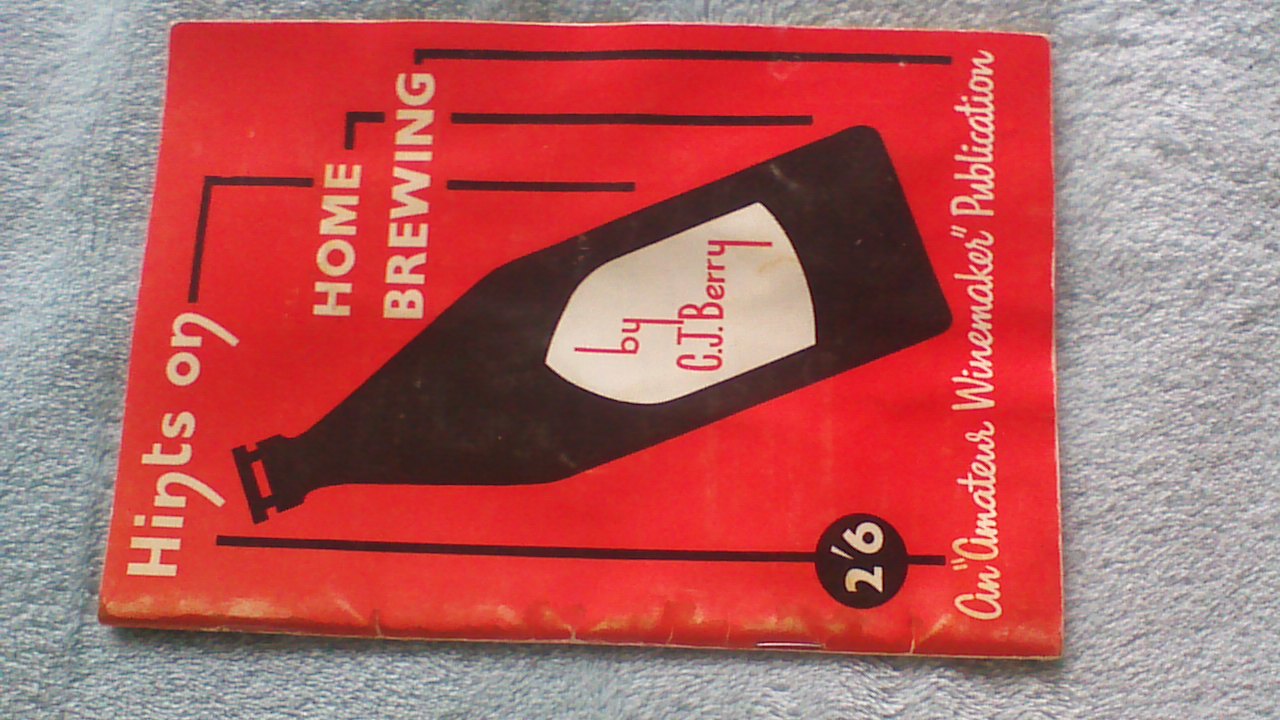 Hints on
HOME
BREWING
by
C.J.Berry
2'6
An "Amateur Winemaker" Publication